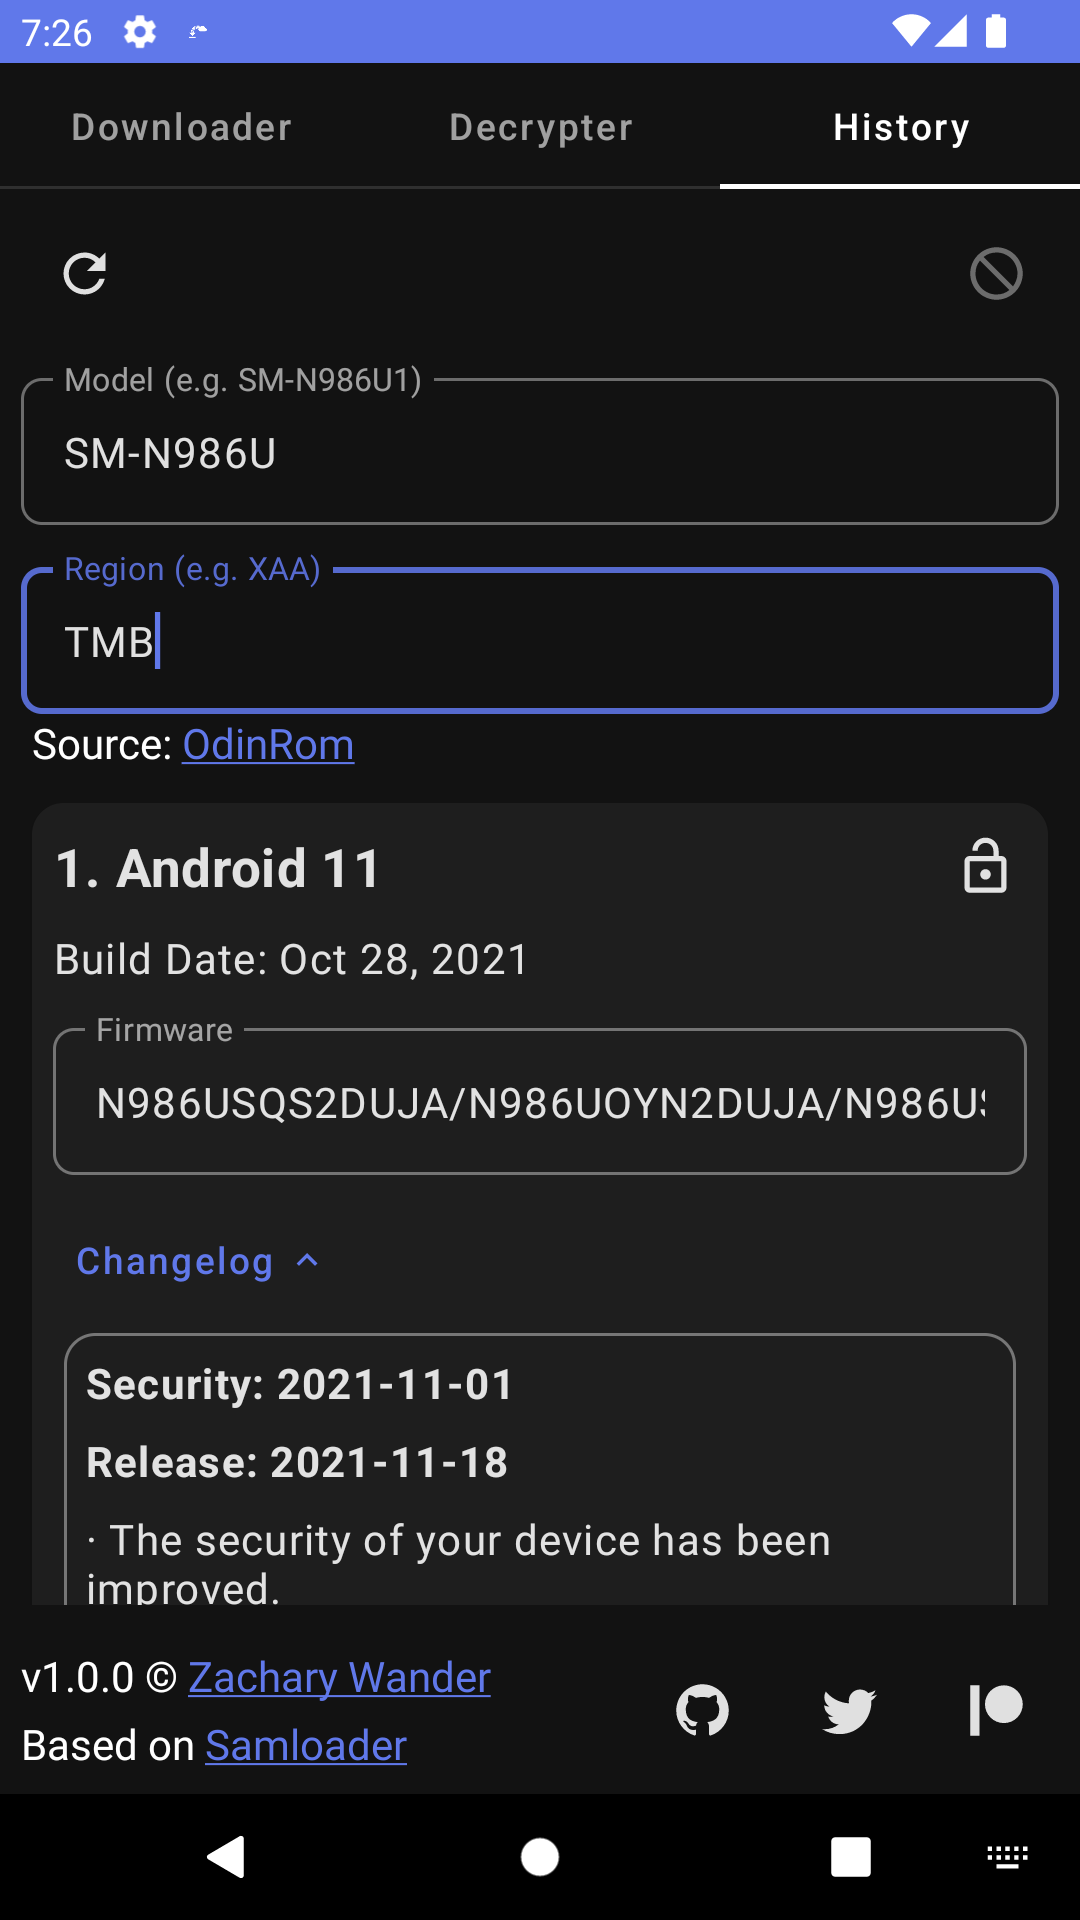 7:26
Downloader Decrypter History
Model (e.g. SM-N986U1)
SM-N986U
Region (e.g. XAA)
TMB
Source: OdinRom
1. Android 11
Build Date: Oct 28, 2021
Firmware
N986USQS2DUJA/N986UOYN2DUJA/N986U
Changelog
Security: 2021-11-01
Release: 2021-11-18
· The security of your device has been
improved.
v1.0.0 © Zachary Wander
Based on Samloader